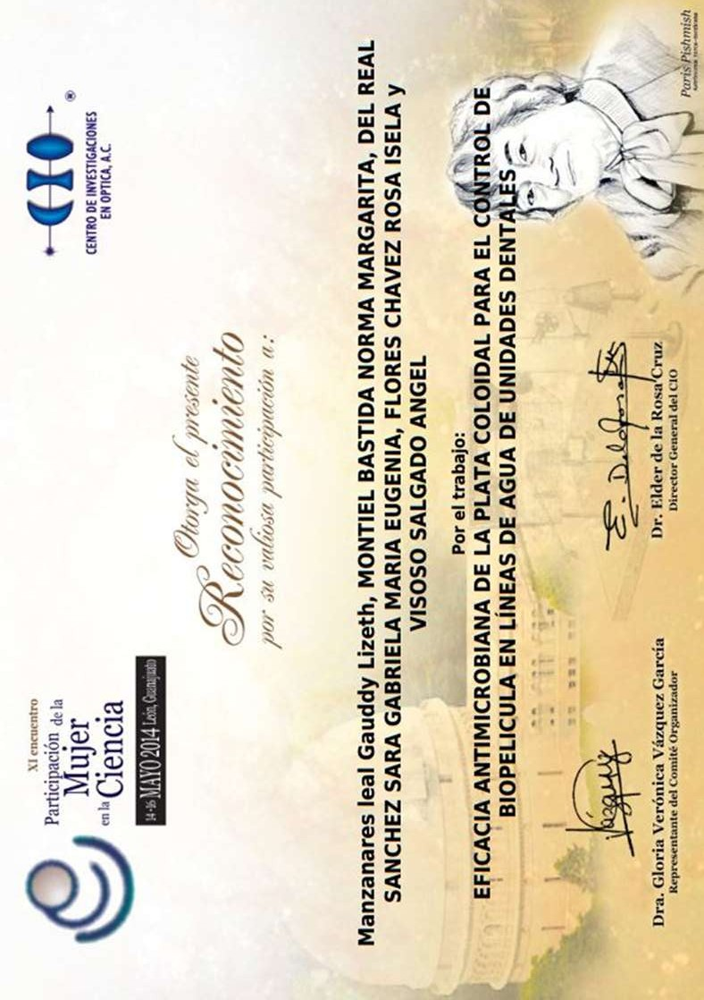 XI encuentro
Participación de la
Mujer
en la Ciencia
14-16 MAYO 2014 León, Guanajuato
CIO ®
CENTRO DE INVESTIGACIONES
EN OPTICA, A.C.
Otorga el presente
Reconocimiento
por su valiosa participación a:
Manzanares leal Gauddy Lizeth, MONTIEL BASTIDA NORMA MARGARITA, DEL REAL
SANCHEZ SARA GABRIELA MARIA EUGENIA, FLORES CHAVEZ ROSA ISELA y
VISOSO SALGADO ANGEL
Por el trabajo:
EFICACIA ANTIMICROBIANA DE LA PLATA COLOIDAL PARA EL CONTROL DE
BIOPELICULA EN LÍNEAS DE AGUA DE UNIDADES DENTALES
Dra. Gloria Verónica Vázquez García
Representante del Comité Organizador
Dr. Elder de la Rosa Cruz
Director General del CIO
Paris Pishmish